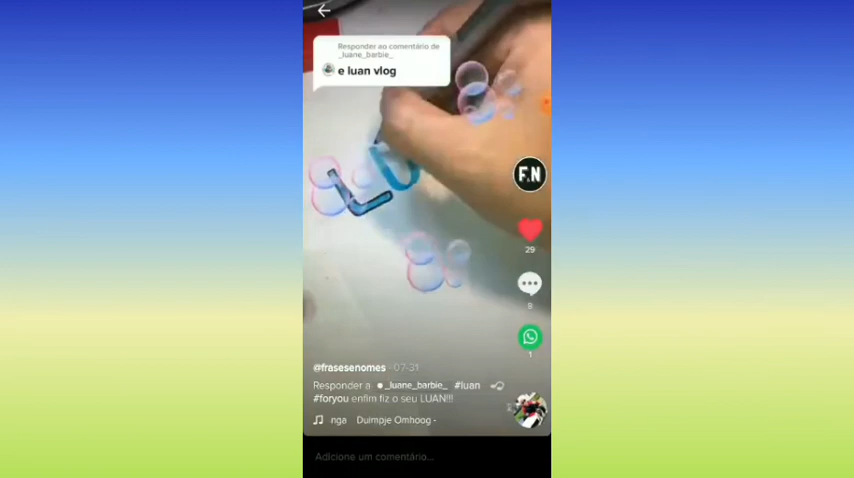 Responder ao comentário de
_luane_barbie_
e luan vlog
LU
F.N
29
8
1
@frasesenomes - 07-31
Responder a @_luane_barbie_ #luan
#foryou enfim fiz o seu LUAN!!!
nga Duimpje Omhoog -
Adicione um comentário...